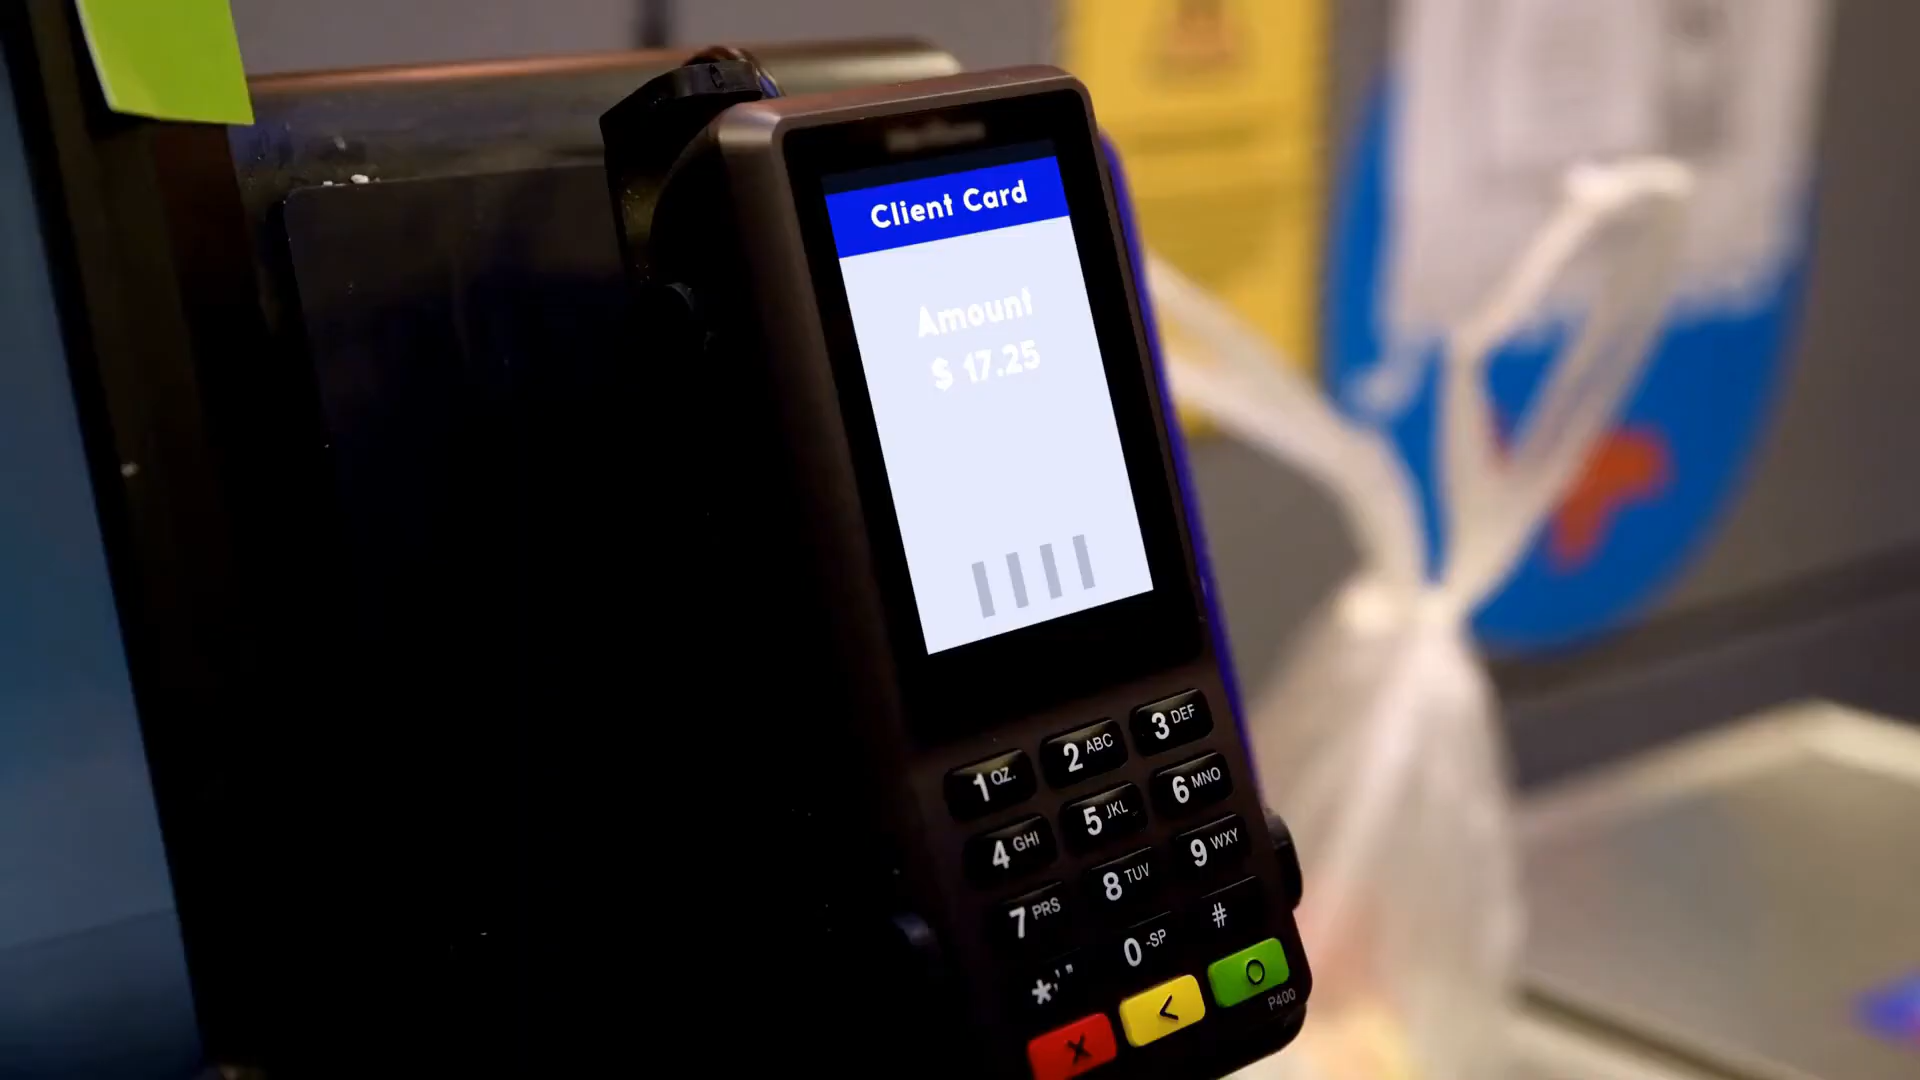 Client Card
Amount
$ 17.25
1 QZ.
2 ABC
3 DEF
4 GHI
5 JKL
6 MNO
7 PRS
8 TUV
9 WXY
*,'"
0 -SP
#
X
<
O
P400